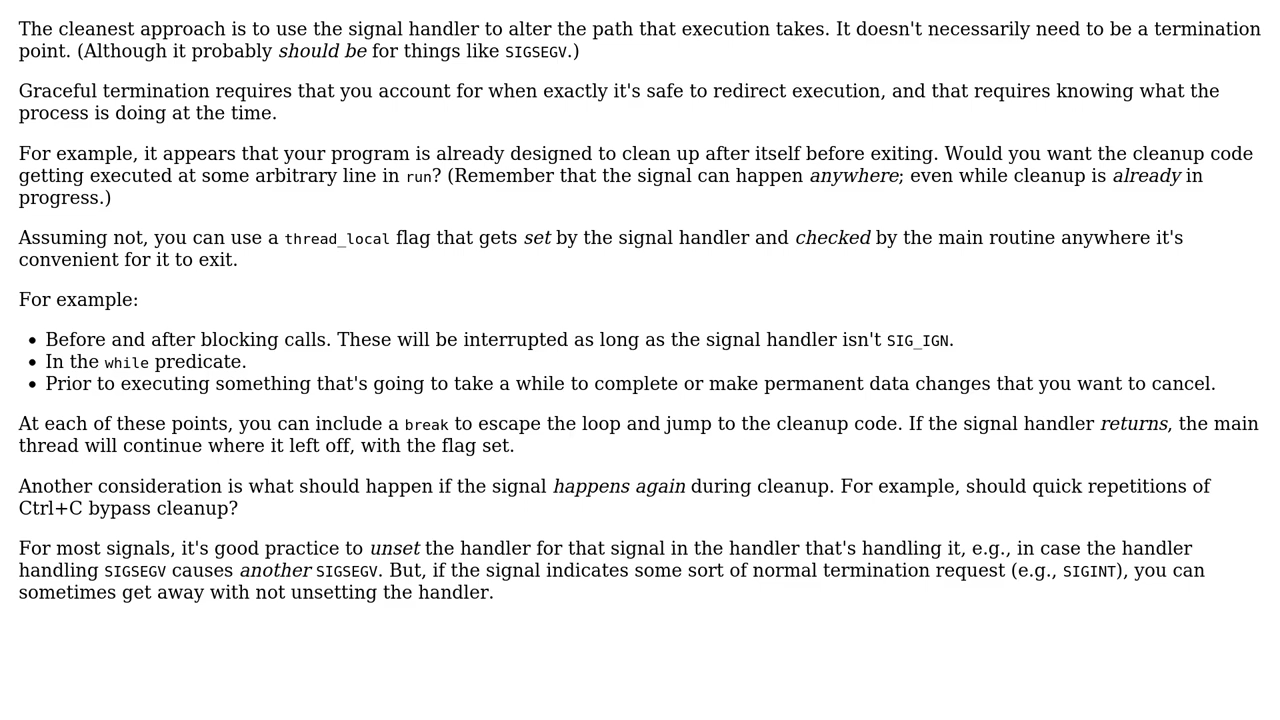 The cleanest approach is to use the signal handler to alter the path that execution takes. It doesn't necessarily need to be a termination
point. (Although it probably should be for things like SIGSEGV.)
Graceful termination requires that you account for when exactly it's safe to redirect execution, and that requires knowing what the
process is doing at the time.
For example, it appears that your program is already designed to clean up after itself before exiting. Would you want the cleanup code
getting executed at some arbitrary line in run? (Remember that the signal can happen anywhere; even while cleanup is already in
progress.)
Assuming not, you can use a thread_local flag that gets set by the signal handler and checked by the main routine anywhere it's
convenient for it to exit.
For example:
• Before and after blocking calls. These will be interrupted as long as the signal handler isn't SIG_IGN.
• In the while predicate.
• Prior to executing something that's going to take a while to complete or make permanent data changes that you want to cancel.
At each of these points, you can include a break to escape the loop and jump to the cleanup code. If the signal handler returns, the main
thread will continue where it left off, with the flag set.
Another consideration is what should happen if the signal happens again during cleanup. For example, should quick repetitions of
Ctrl+C bypass cleanup?
For most signals, it's good practice to unset the handler for that signal in the handler that's handling it, e.g., in case the handler
handling SIGSEGV causes another SIGSEGV. But, if the signal indicates some sort of normal termination request (e.g., SIGINT), you can
sometimes get away with not unsetting the handler.